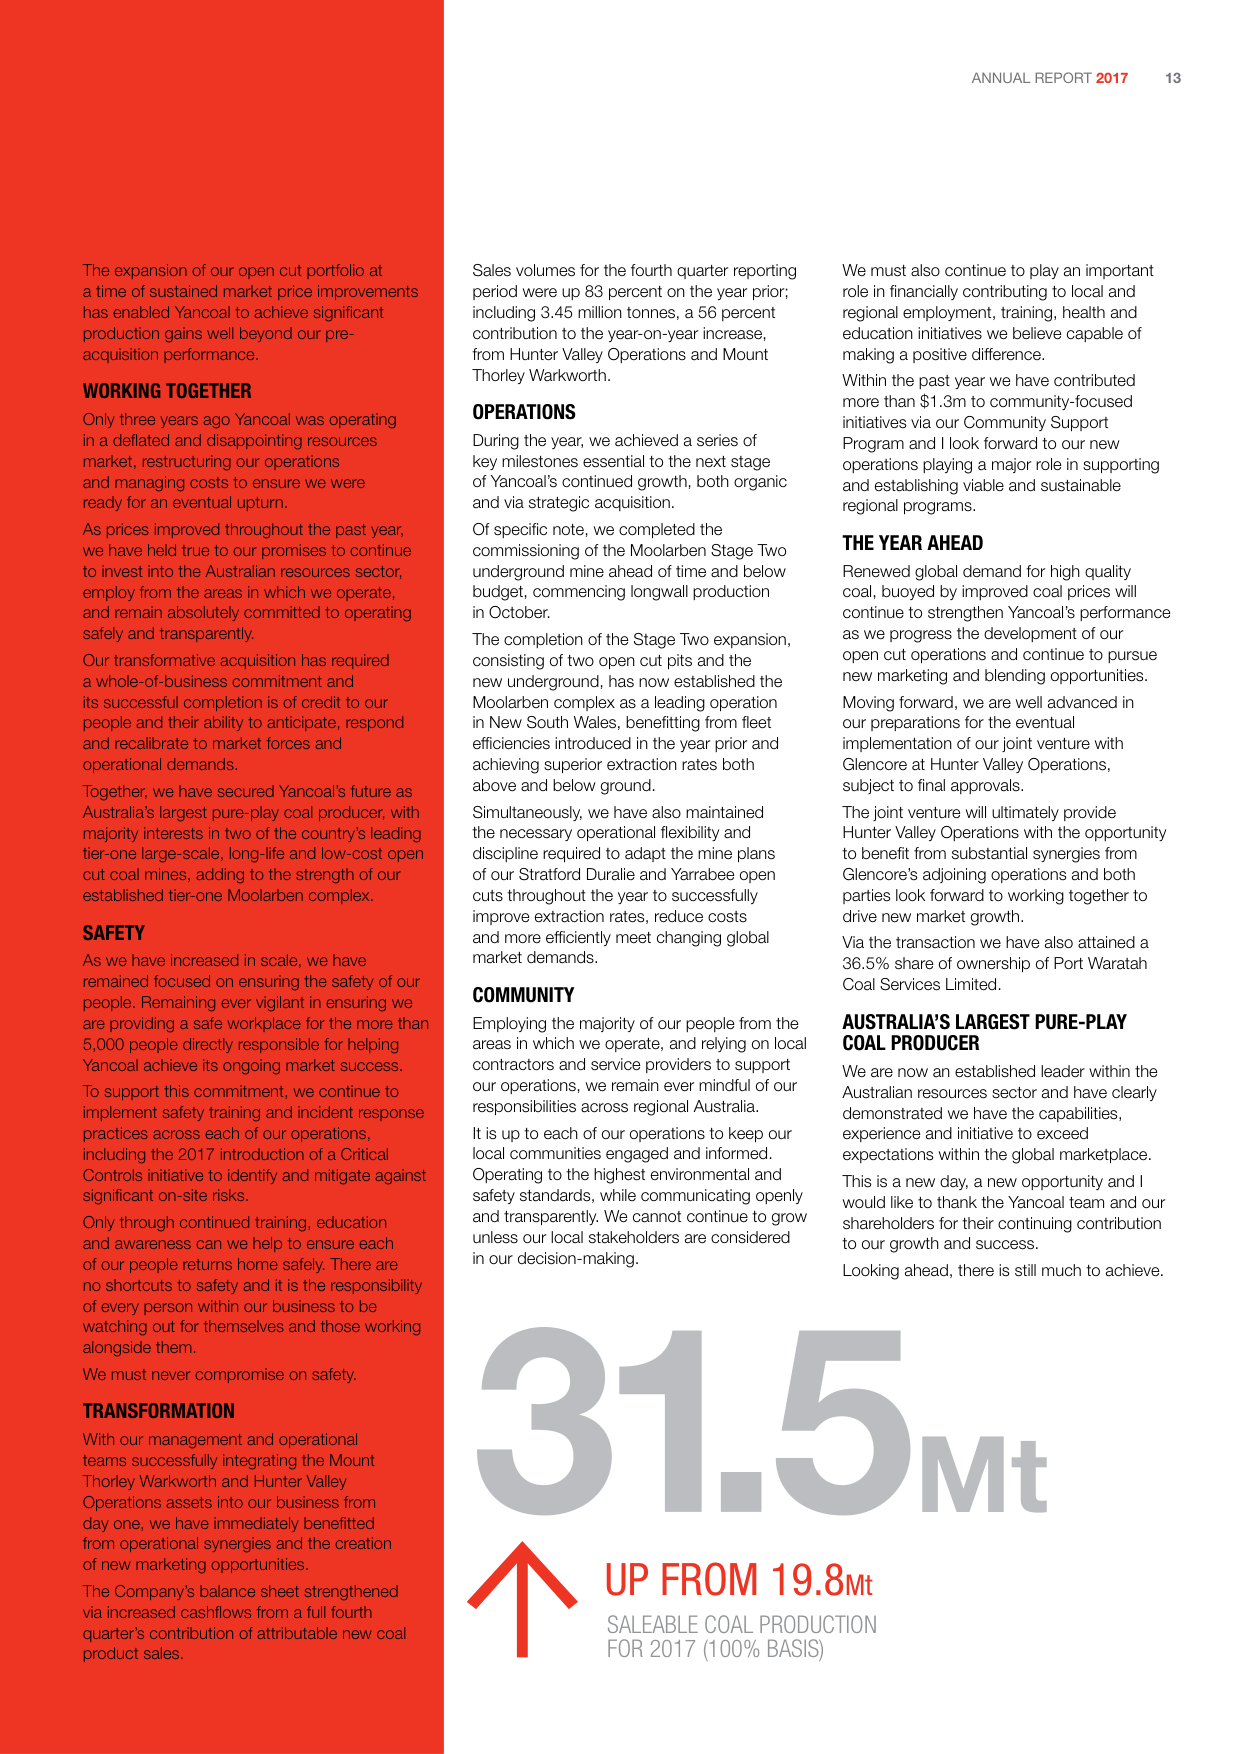 ANNUAL REPORT 2017 13
The expansion of our open cut portfolio at
a time of sustained market price improvements
has enabled Yancoal to achieve significant
production gains well beyond our pre-
acquisition performance.
WORKING TOGETHER
Only three years ago Yancoal was operating
in a deflated and disappointing resources
market, restructuring our operations
and managing costs to ensure we were
ready for an eventual upturn.
As prices improved throughout the past year,
we have held true to our promises to continue
to invest into the Australian resources sector,
employ from the areas in which we operate,
and remain absolutely committed to operating
safely and transparently.
Our transformative acquisition has required
a whole-of-business commitment and
its successful completion is of credit to our
people and their ability to anticipate, respond
and recalibrate to market forces and
operational demands.
Together, we have secured Yancoal's future as
Australia's largest pure-play coal producer, with
majority interests in two of the country's leading
tier-one large-scale, long-life and low-cost open
cut coal mines, adding to the strength of our
established tier-one Moolarben complex.
SAFETY
As we have increased in scale, we have
remained focused on ensuring the safety of our
people. Remaining ever vigilant in ensuring we
are providing a safe workplace for the more than
5,000 people directly responsible for helping
Yancoal achieve its ongoing market success.
To support this commitment, we continue to
implement safety training and incident response
practices across each of our operations,
including the 2017 introduction of a Critical
Controls initiative to identify and mitigate against
significant on-site risks.
Only through continued training, education
and awareness can we help to ensure each
of our people returns home safely. There are
no shortcuts to safety and it is the responsibility
of every person within our business to be
watching out for themselves and those working
alongside them.
We must never compromise on safety.
TRANSFORMATION
With our management and operational
teams successfully integrating the Mount
Thorley Warkworth and Hunter Valley
Operations assets into our business from
day one, we have immediately benefitted
from operational synergies and the creation
of new marketing opportunities.
The Company's balance sheet strengthened
via increased cashflows from a full fourth
quarter's contribution of attributable new coal
product sales.
Sales volumes for the fourth quarter reporting
period were up 83 percent on the year prior;
including 3.45 million tonnes, a 56 percent
contribution to the year-on-year increase,
from Hunter Valley Operations and Mount
Thorley Warkworth.
OPERATIONS
During the year, we achieved a series of
key milestones essential to the next stage
of Yancoal's continued growth, both organic
and via strategic acquisition.
Of specific note, we completed the
commissioning of the Moolarben Stage Two
underground mine ahead of time and below
budget, commencing longwall production
in October.
The completion of the Stage Two expansion,
consisting of two open cut pits and the
new underground, has now established the
Moolarben complex as a leading operation
in New South Wales, benefitting from fleet
efficiencies introduced in the year prior and
achieving superior extraction rates both
above and below ground.
Simultaneously, we have also maintained
the necessary operational flexibility and
discipline required to adapt the mine plans
of our Stratford Duralie and Yarrabee open
cuts throughout the year to successfully
improve extraction rates, reduce costs
and more efficiently meet changing global
market demands.
COMMUNITY
Employing the majority of our people from the
areas in which we operate, and relying on local
contractors and service providers to support
our operations, we remain ever mindful of our
responsibilities across regional Australia.
It is up to each of our operations to keep our
local communities engaged and informed.
Operating to the highest environmental and
safety standards, while communicating openly
and transparently. We cannot continue to grow
unless our local stakeholders are considered
in our decision-making.
We must also continue to play an important
role in financially contributing to local and
regional employment, training, health and
education initiatives we believe capable of
making a positive difference.
Within the past year we have contributed
more than $1.3m to community-focused
initiatives via our Community Support
Program and I look forward to our new
operations playing a major role in supporting
and establishing viable and sustainable
regional programs.
THE YEAR AHEAD
Renewed global demand for high quality
coal, buoyed by improved coal prices will
continue to strengthen Yancoal's performance
as we progress the development of our
open cut operations and continue to pursue
new marketing and blending opportunities.
Moving forward, we are well advanced in
our preparations for the eventual
implementation of our joint venture with
Glencore at Hunter Valley Operations,
subject to final approvals.
The joint venture will ultimately provide
Hunter Valley Operations with the opportunity
to benefit from substantial synergies from
Glencore's adjoining operations and both
parties look forward to working together to
drive new market growth.
Via the transaction we have also attained a
36.5% share of ownership of Port Waratah
Coal Services Limited.
AUSTRALIA'S LARGEST PURE-PLAY
COAL PRODUCER
We are now an established leader within the
Australian resources sector and have clearly
demonstrated we have the capabilities,
experience and initiative to exceed
expectations within the global marketplace.
This is a new day, a new opportunity and I
would like to thank the Yancoal team and our
shareholders for their continuing contribution
to our growth and success.
Looking ahead, there is still much to achieve.
31.5Mt
UP FROM 19.8Mt
SALEABLE COAL PRODUCTION
FOR 2017 (100% BASIS)